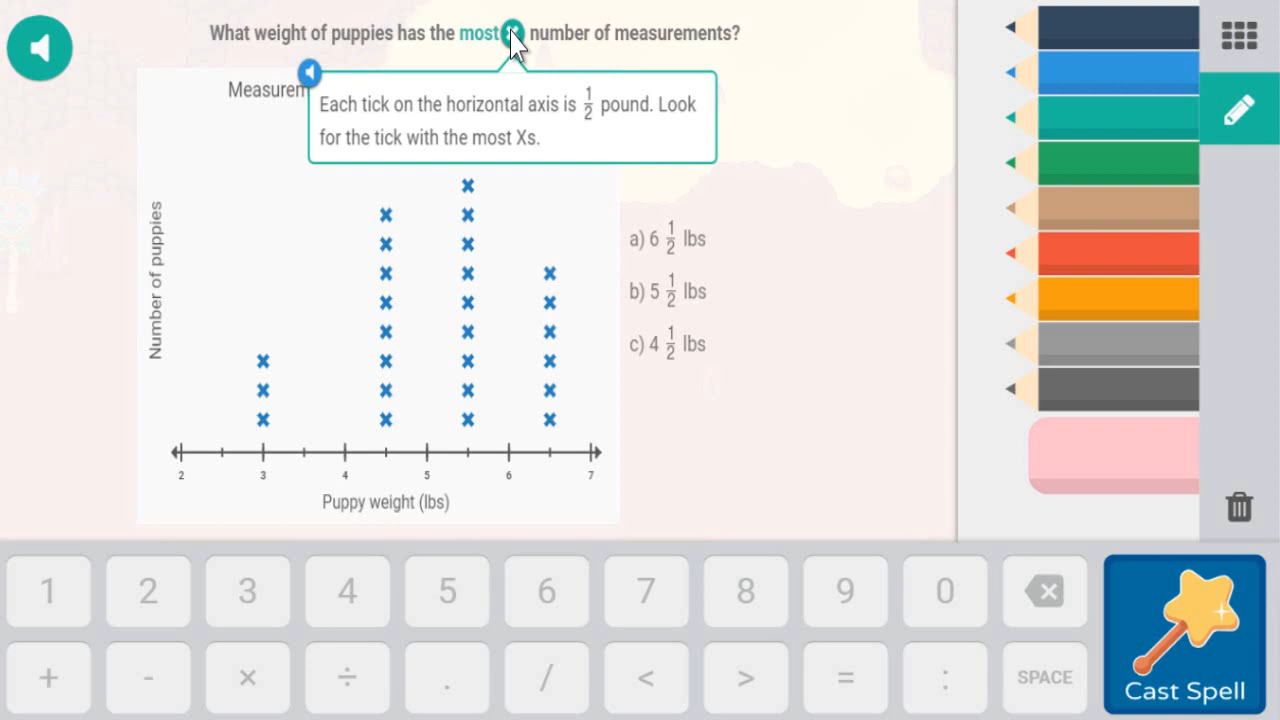 What weight of puppies has the most number of measurements?
Each tick on the horizontal axis is 1/2 pound. Look
for the tick with the most Xs.
Number of puppies
a) 6 1/2 lbs
b) 5 1/2 lbs
c) 4 1/2 lbs
2 3 4 5 6 7
Puppy weight (lbs)
1 2 3 4 5 6 7 8 9 0
+ - × ÷ . / < > = : SPACE
Cast Spell